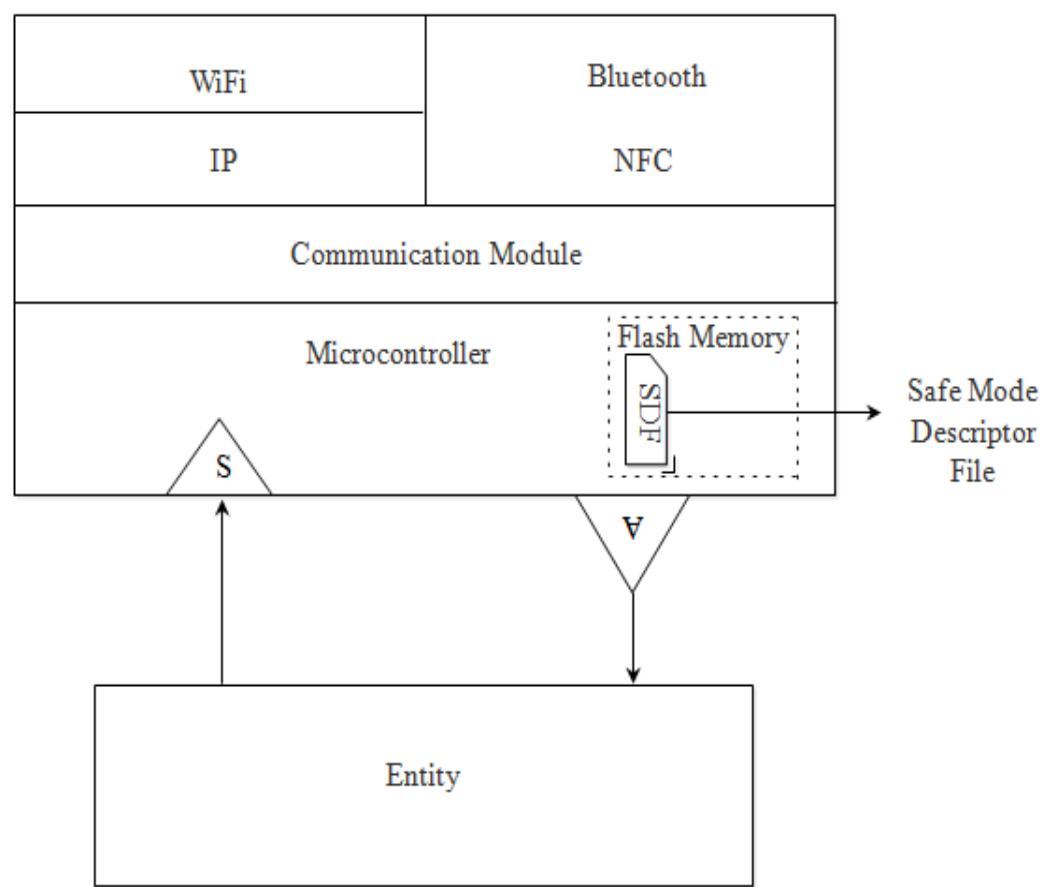 WiFi
Bluetooth
IP
NFC
Communication Module
Microcontroller
Flash Memory
SDF
Safe Mode
Descriptor
File
S
A
Entity